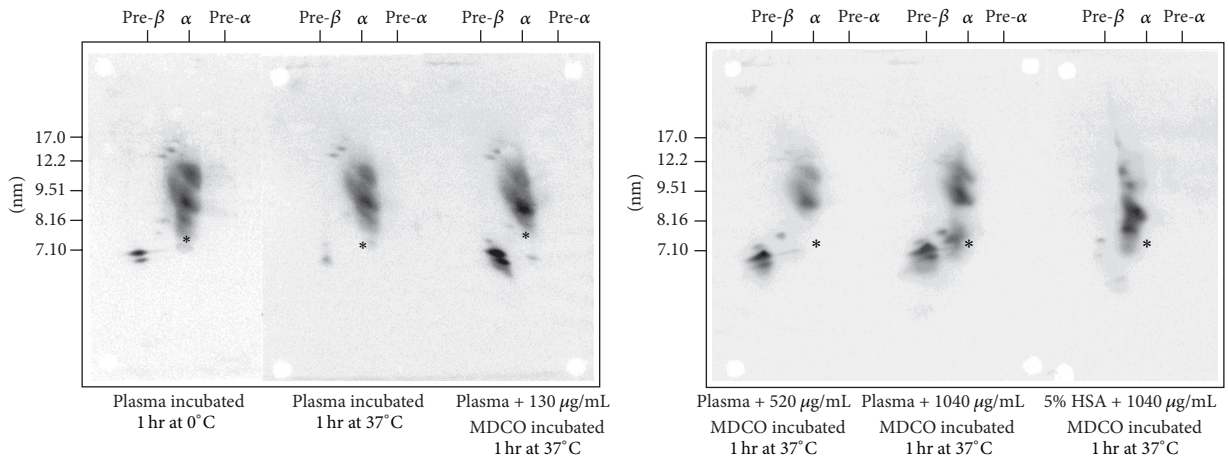 Pre-β α Pre-α Pre-β α Pre-α Pre-β α Pre-α
17.0
12.2
9.51
8.16
7.10
(nm)
*
*
*
Plasma incubated
1 hr at 0°C
Plasma incubated
1 hr at 37°C
Plasma + 130 μg/mL
MDCO incubated
1 hr at 37°C
Pre-β α Pre-α Pre-β α Pre-α Pre-β α Pre-α
17.0
12.2
9.51
8.16
7.10
(nm)
*
*
*
Plasma + 520 μg/mL
MDCO incubated
1 hr at 37°C
Plasma + 1040 μg/mL
MDCO incubated
1 hr at 37°C
5% HSA + 1040 μg/mL
MDCO incubated
1 hr at 37°C